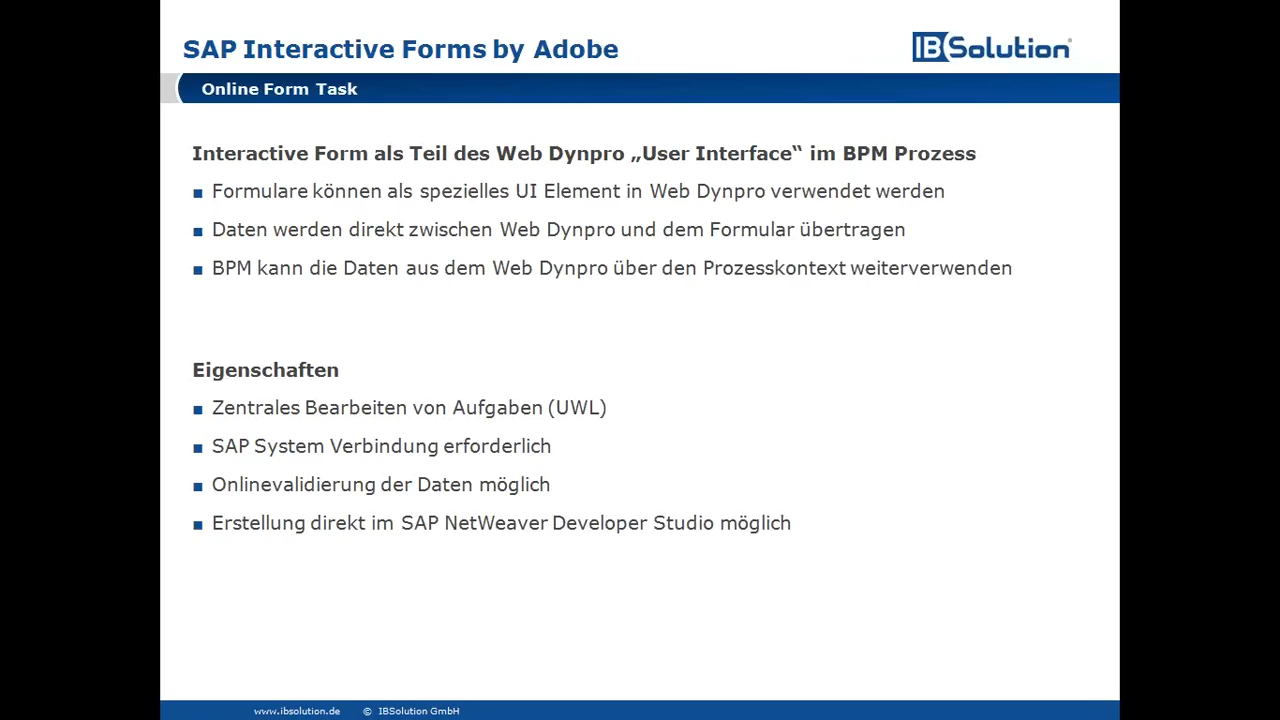 SAP Interactive Forms by Adobe
IBSolution®
Online Form Task
Interactive Form als Teil des Web Dynpro „User Interface“ im BPM Prozess
■ Formulare können als spezielles UI Element in Web Dynpro verwendet werden
■ Daten werden direkt zwischen Web Dynpro und dem Formular übertragen
■ BPM kann die Daten aus dem Web Dynpro über den Prozesskontext weiterverwenden
Eigenschaften
■ Zentrales Bearbeiten von Aufgaben (UWL)
■ SAP System Verbindung erforderlich
■ Onlinevalidierung der Daten möglich
■ Erstellung direkt im SAP NetWeaver Developer Studio möglich
www.ibsolution.de © IBSolution GmbH